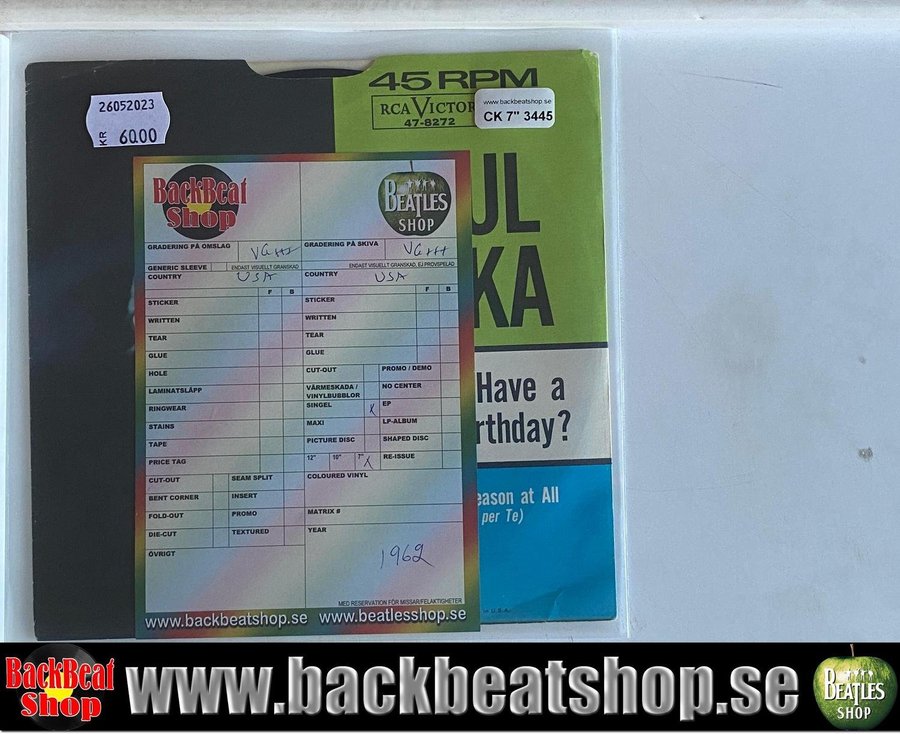 45 RPM
RCA VICTOR
47-8272
www.backbeatshop.se
CK 7" 3445
26052023
KR 60.00
UL
KA
Have a
rthday?
eason at All
per Te)
in U.S.A.
BackBeat
Shop
BEATLES
SHOP
GRADERING PÅ OMSLAG VG+++ GRADERING PÅ SKIVA VG+++
GENERIC SLEEVE ENDAST VISUELLT GRANSKAD ENDAST VISUELLT GRANSKAD, EJ PROVSPELAD
COUNTRY USA COUNTRY USA
F B F B
STICKER STICKER
WRITTEN WRITTEN
TEAR TEAR
GLUE GLUE
HOLE CUT-OUT PROMO / DEMO
LAMINATSLÄPP VÄRMESKADA / VINYLBUBBLOR NO CENTER
RINGWEAR SINGEL X EP
STAINS MAXI LP-ALBUM
TAPE PICTURE DISC SHAPED DISC
PRICE TAG 12" 10" 7" X RE-ISSUE
CUT-OUT SEAM SPLIT COLOURED VINYL
BENT CORNER INSERT
FOLD-OUT PROMO MATRIX #
DIE-CUT TEXTURED YEAR
ÖVRIGT 1962
MED RESERVATION FÖR MISSAR/FELAKTIGHETER
www.backbeatshop.se www.beatlesshop.se
BackBeat
Shop
www.backbeatshop.se
BEATLES
SHOP